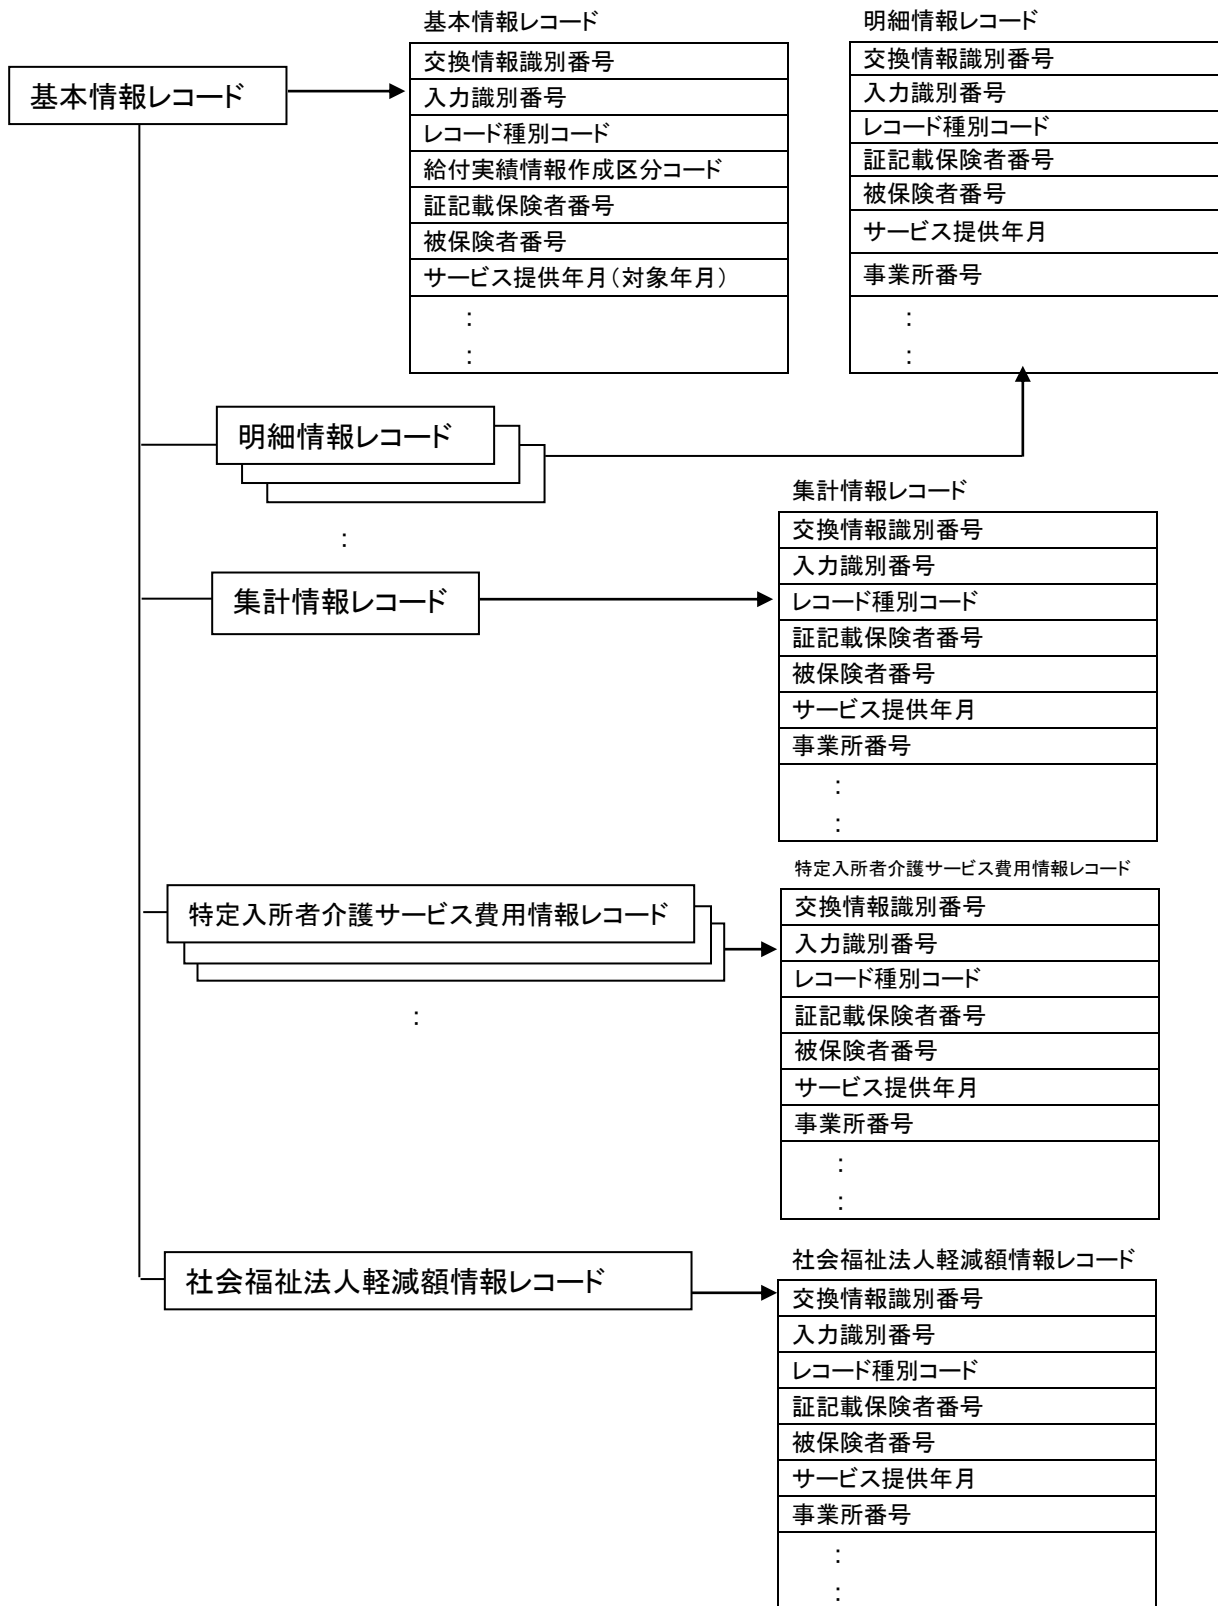 基本情報レコード
基本情報レコード
交換情報識別番号
入力識別番号
レコード種別コード
給付実績情報作成区分コード
証記載保険者番号
被保険者番号
サービス提供年月(対象年月)
:
:
明細情報レコード
交換情報識別番号
入力識別番号
レコード種別コード
証記載保険者番号
被保険者番号
サービス提供年月
事業所番号
:
:
明細情報レコード
:
集計情報レコード
集計情報レコード
交換情報識別番号
入力識別番号
レコード種別コード
証記載保険者番号
被保険者番号
サービス提供年月
事業所番号
:
:
特定入所者介護サービス費用情報レコード
:
特定入所者介護サービス費用情報レコード
交換情報識別番号
入力識別番号
レコード種別コード
証記載保険者番号
被保険者番号
サービス提供年月
事業所番号
:
:
社会福祉法人軽減額情報レコード
社会福祉法人軽減額情報レコード
交換情報識別番号
入力識別番号
レコード種別コード
証記載保険者番号
被保険者番号
サービス提供年月
事業所番号
:
: